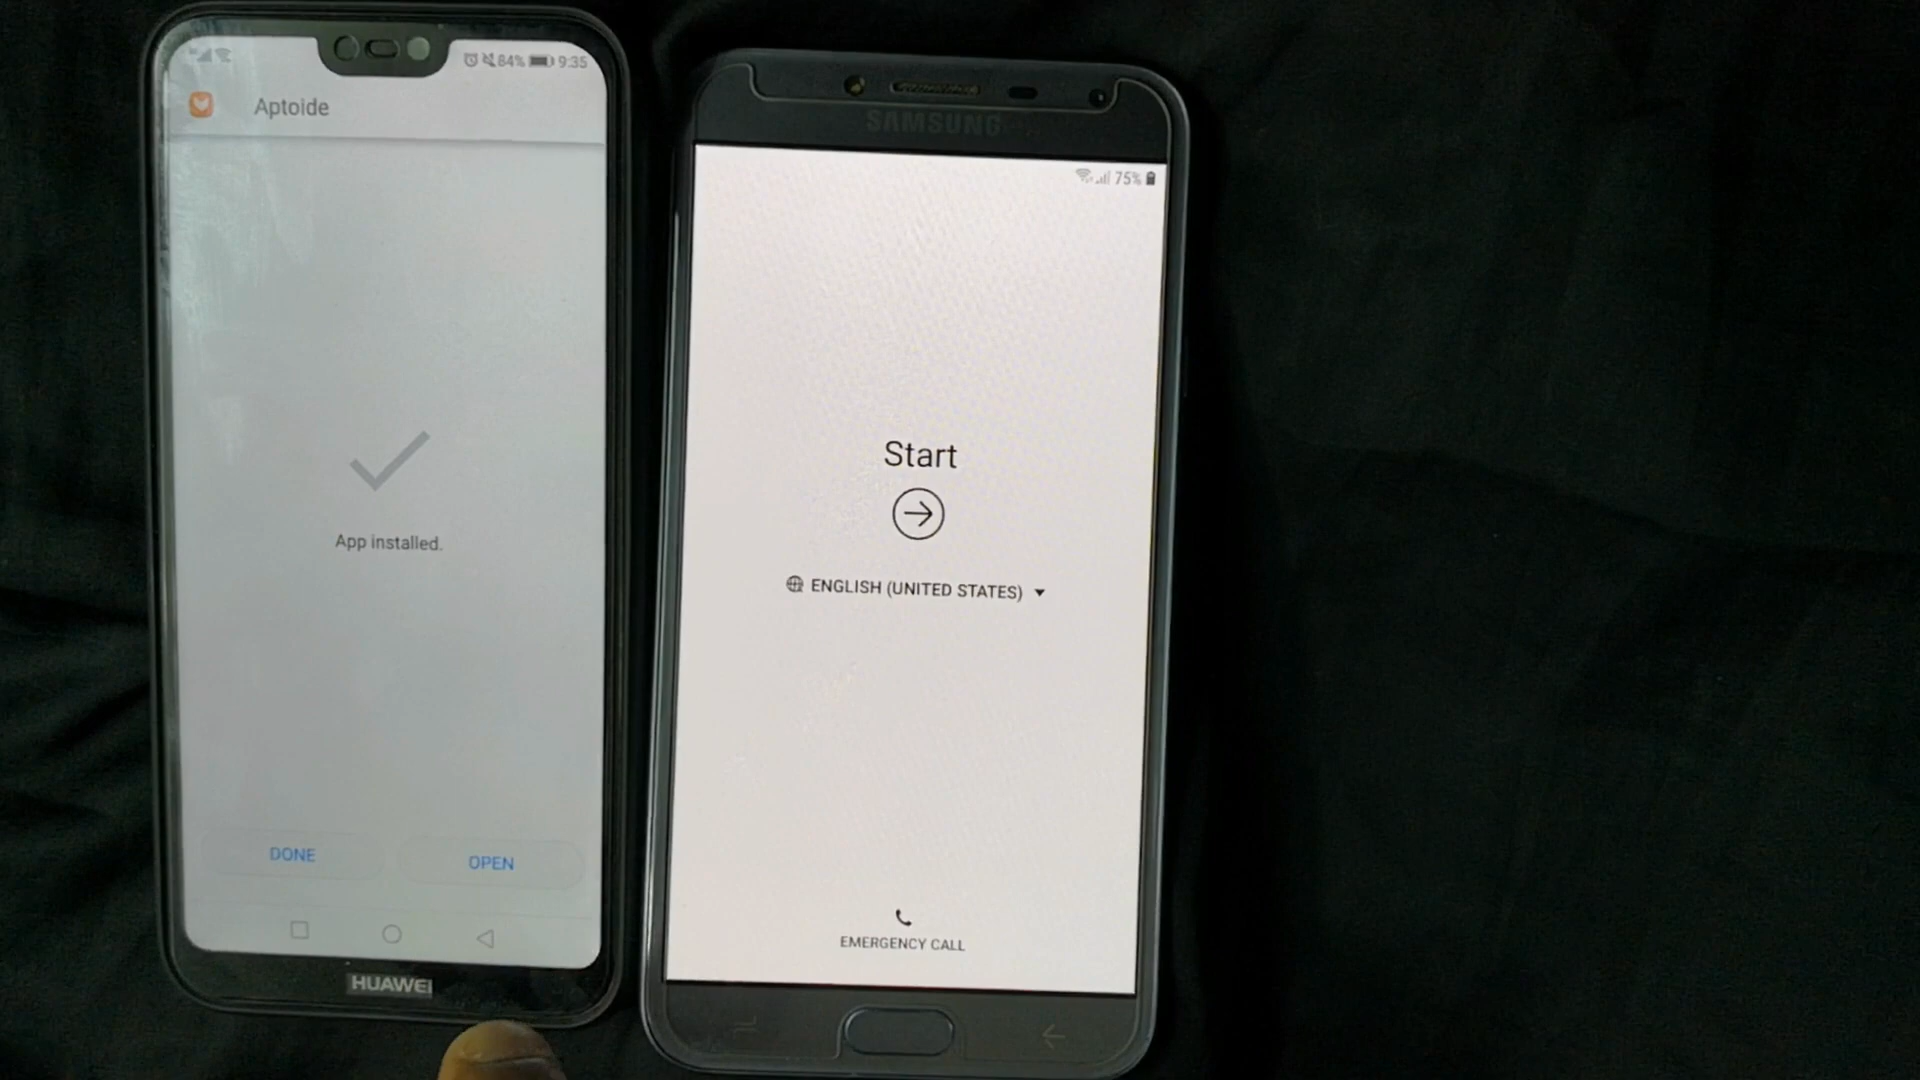 84% 9:35
Aptoide
App installed.
DONE
OPEN
HUAWEI
SAMSUNG
75%
Start
ENGLISH (UNITED STATES)
EMERGENCY CALL